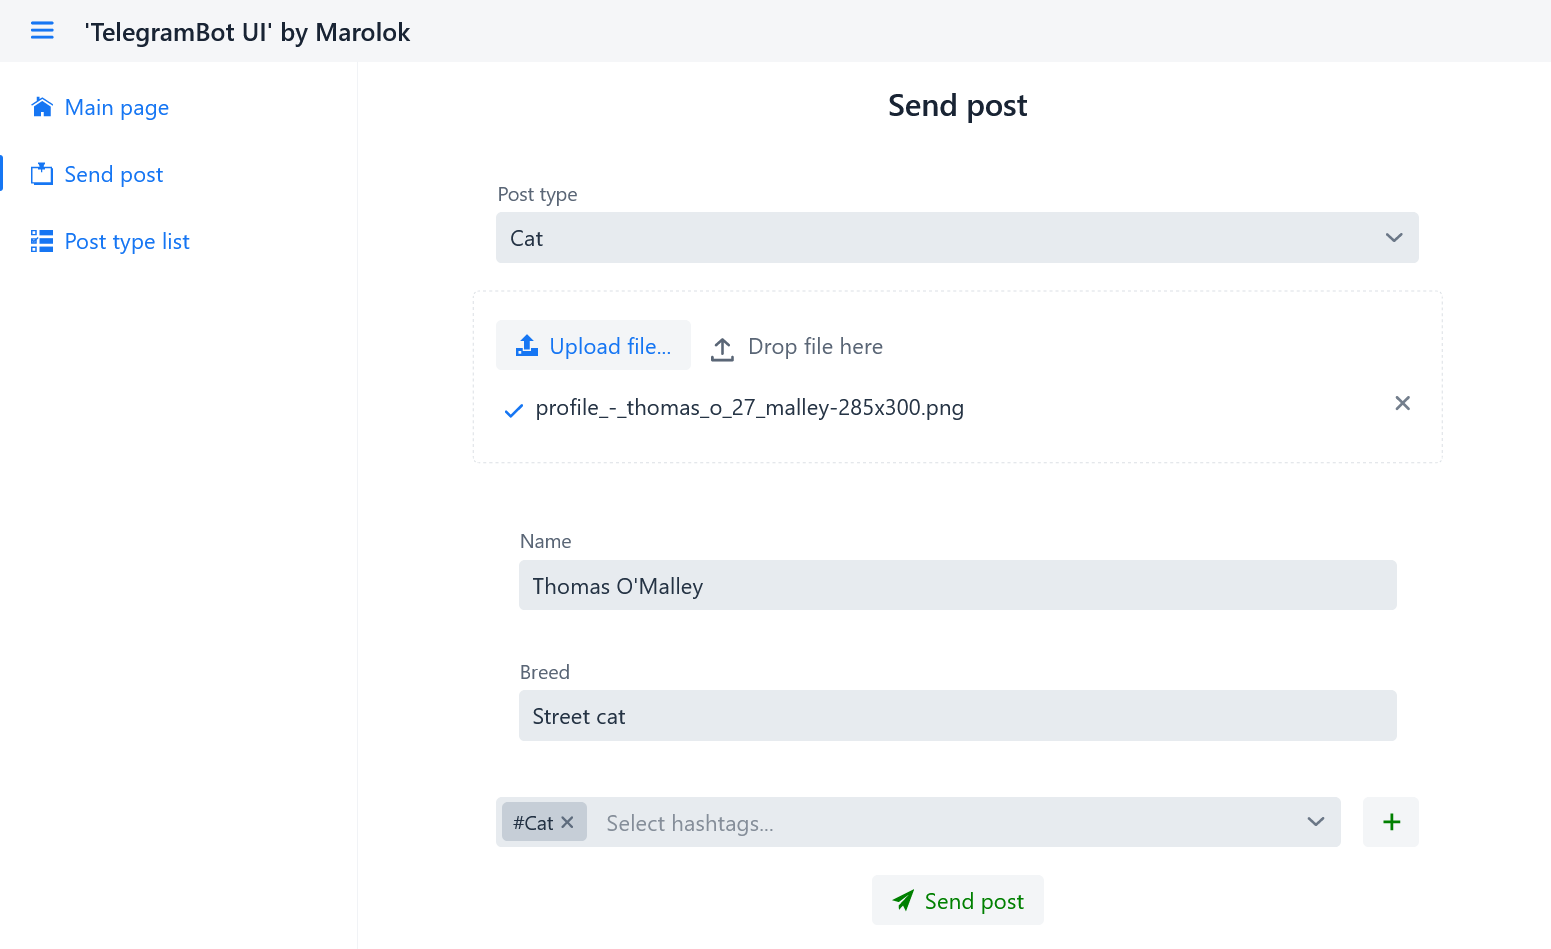 'TelegramBot UI' by Marolok
Main page
Send post
Post type list
Send post
Post type
Cat
Upload file...
Drop file here
profile_-_thomas_o_27_malley-285x300.png
Name
Thomas O'Malley
Breed
Street cat
#Cat
Select hashtags...
Send post